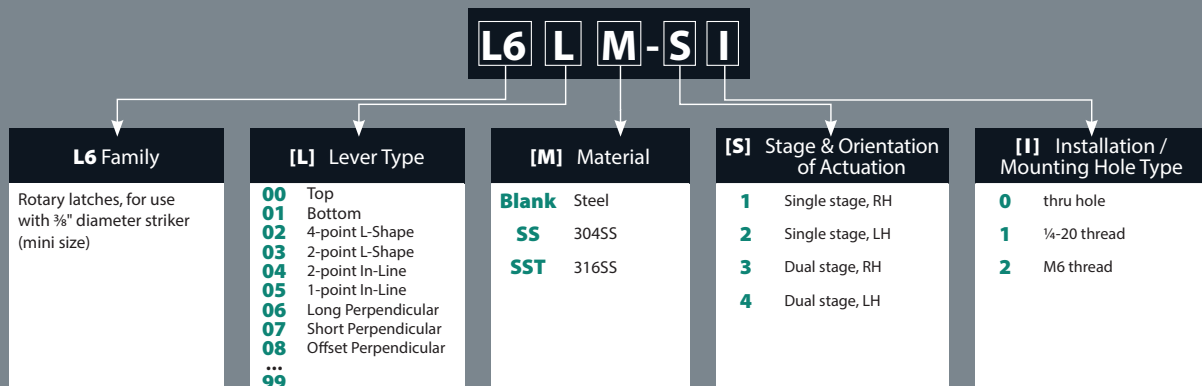 L6 L M - S I
L6 Family
Rotary latches, for use
with ⅜" diameter striker
(mini size)
[L] Lever Type
00 Top
01 Bottom
02 4-point L-Shape
03 2-point L-Shape
04 2-point In-Line
05 1-point In-Line
06 Long Perpendicular
07 Short Perpendicular
08 Offset Perpendicular
...
99
[M] Material
Blank Steel
SS 304SS
SST 316SS
[S] Stage & Orientation
of Actuation
1 Single stage, RH
2 Single stage, LH
3 Dual stage, RH
4 Dual stage, LH
[I] Installation /
Mounting Hole Type
0 thru hole
1 ¼-20 thread
2 M6 thread